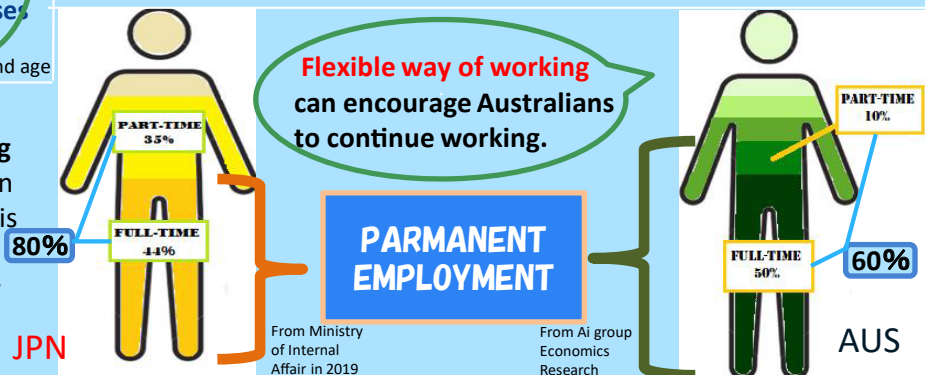 ses
nd age
g
n
is
PART-TIME
35%
FULL-TIME
44%
80%
JPN
Flexible way of working
can encourage Australians
to continue working.
PARMANENT
EMPLOYMENT
From Ministry
of Internal
Affair in 2019
From Ai group
Economics
Research
PART-TIME
10%
FULL-TIME
50%
60%
AUS